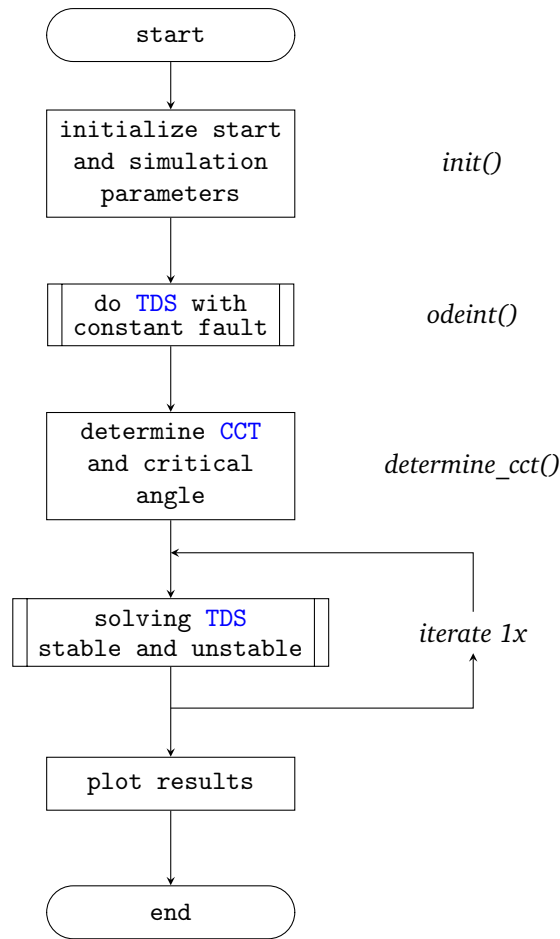 start
initialize start
and simulation
parameters
init()
do TDS with
constant fault
odeint()
determine CCT
and critical
angle
determine_cct()
solving TDS
stable and unstable
iterate 1x
plot results
end